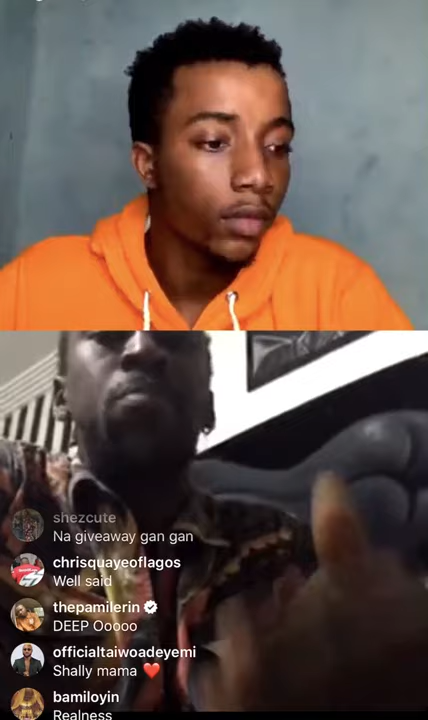 shezcute
Na giveaway gan gan
chrisquayeoflagos
Well said
thepamilerin
DEEP Ooooo
officialtaiwoadeyemi
Shally mama ❤️
bamiloyin
Realness